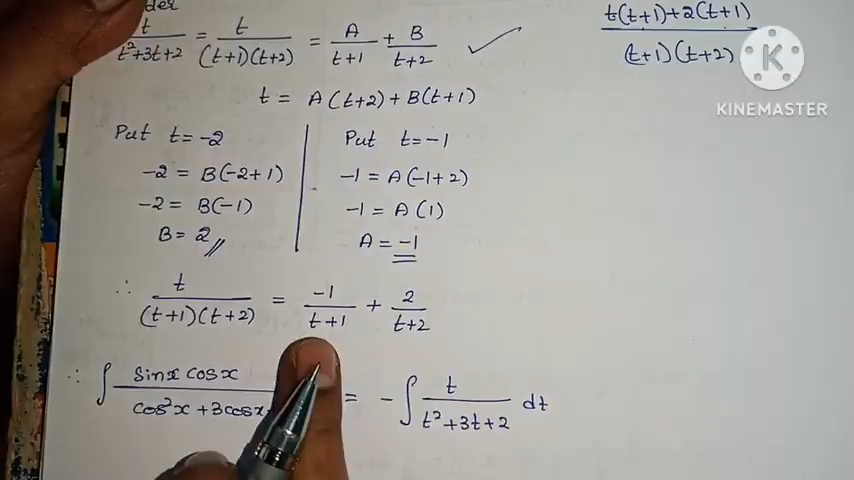 t/(t²+3t+2) = t/((t+1)(t+2)) = A/(t+1) + B/(t+2) ✓
(t(t+1)+2(t+1))/((t+1)(t+2))
t = A(t+2)+B(t+1)
Put t = -2
-2 = B(-2+1)
-2 = B(-1)
B = 2 //
Put t = -1
-1 = A(-1+2)
-1 = A(1)
A = -1
∴ t/((t+1)(t+2)) = -1/(t+1) + 2/(t+2)
∴ ∫ sinx cosx/(cos²x+3cosx+ = -∫ t/(t²+3t+2) dt
KINEMASTER